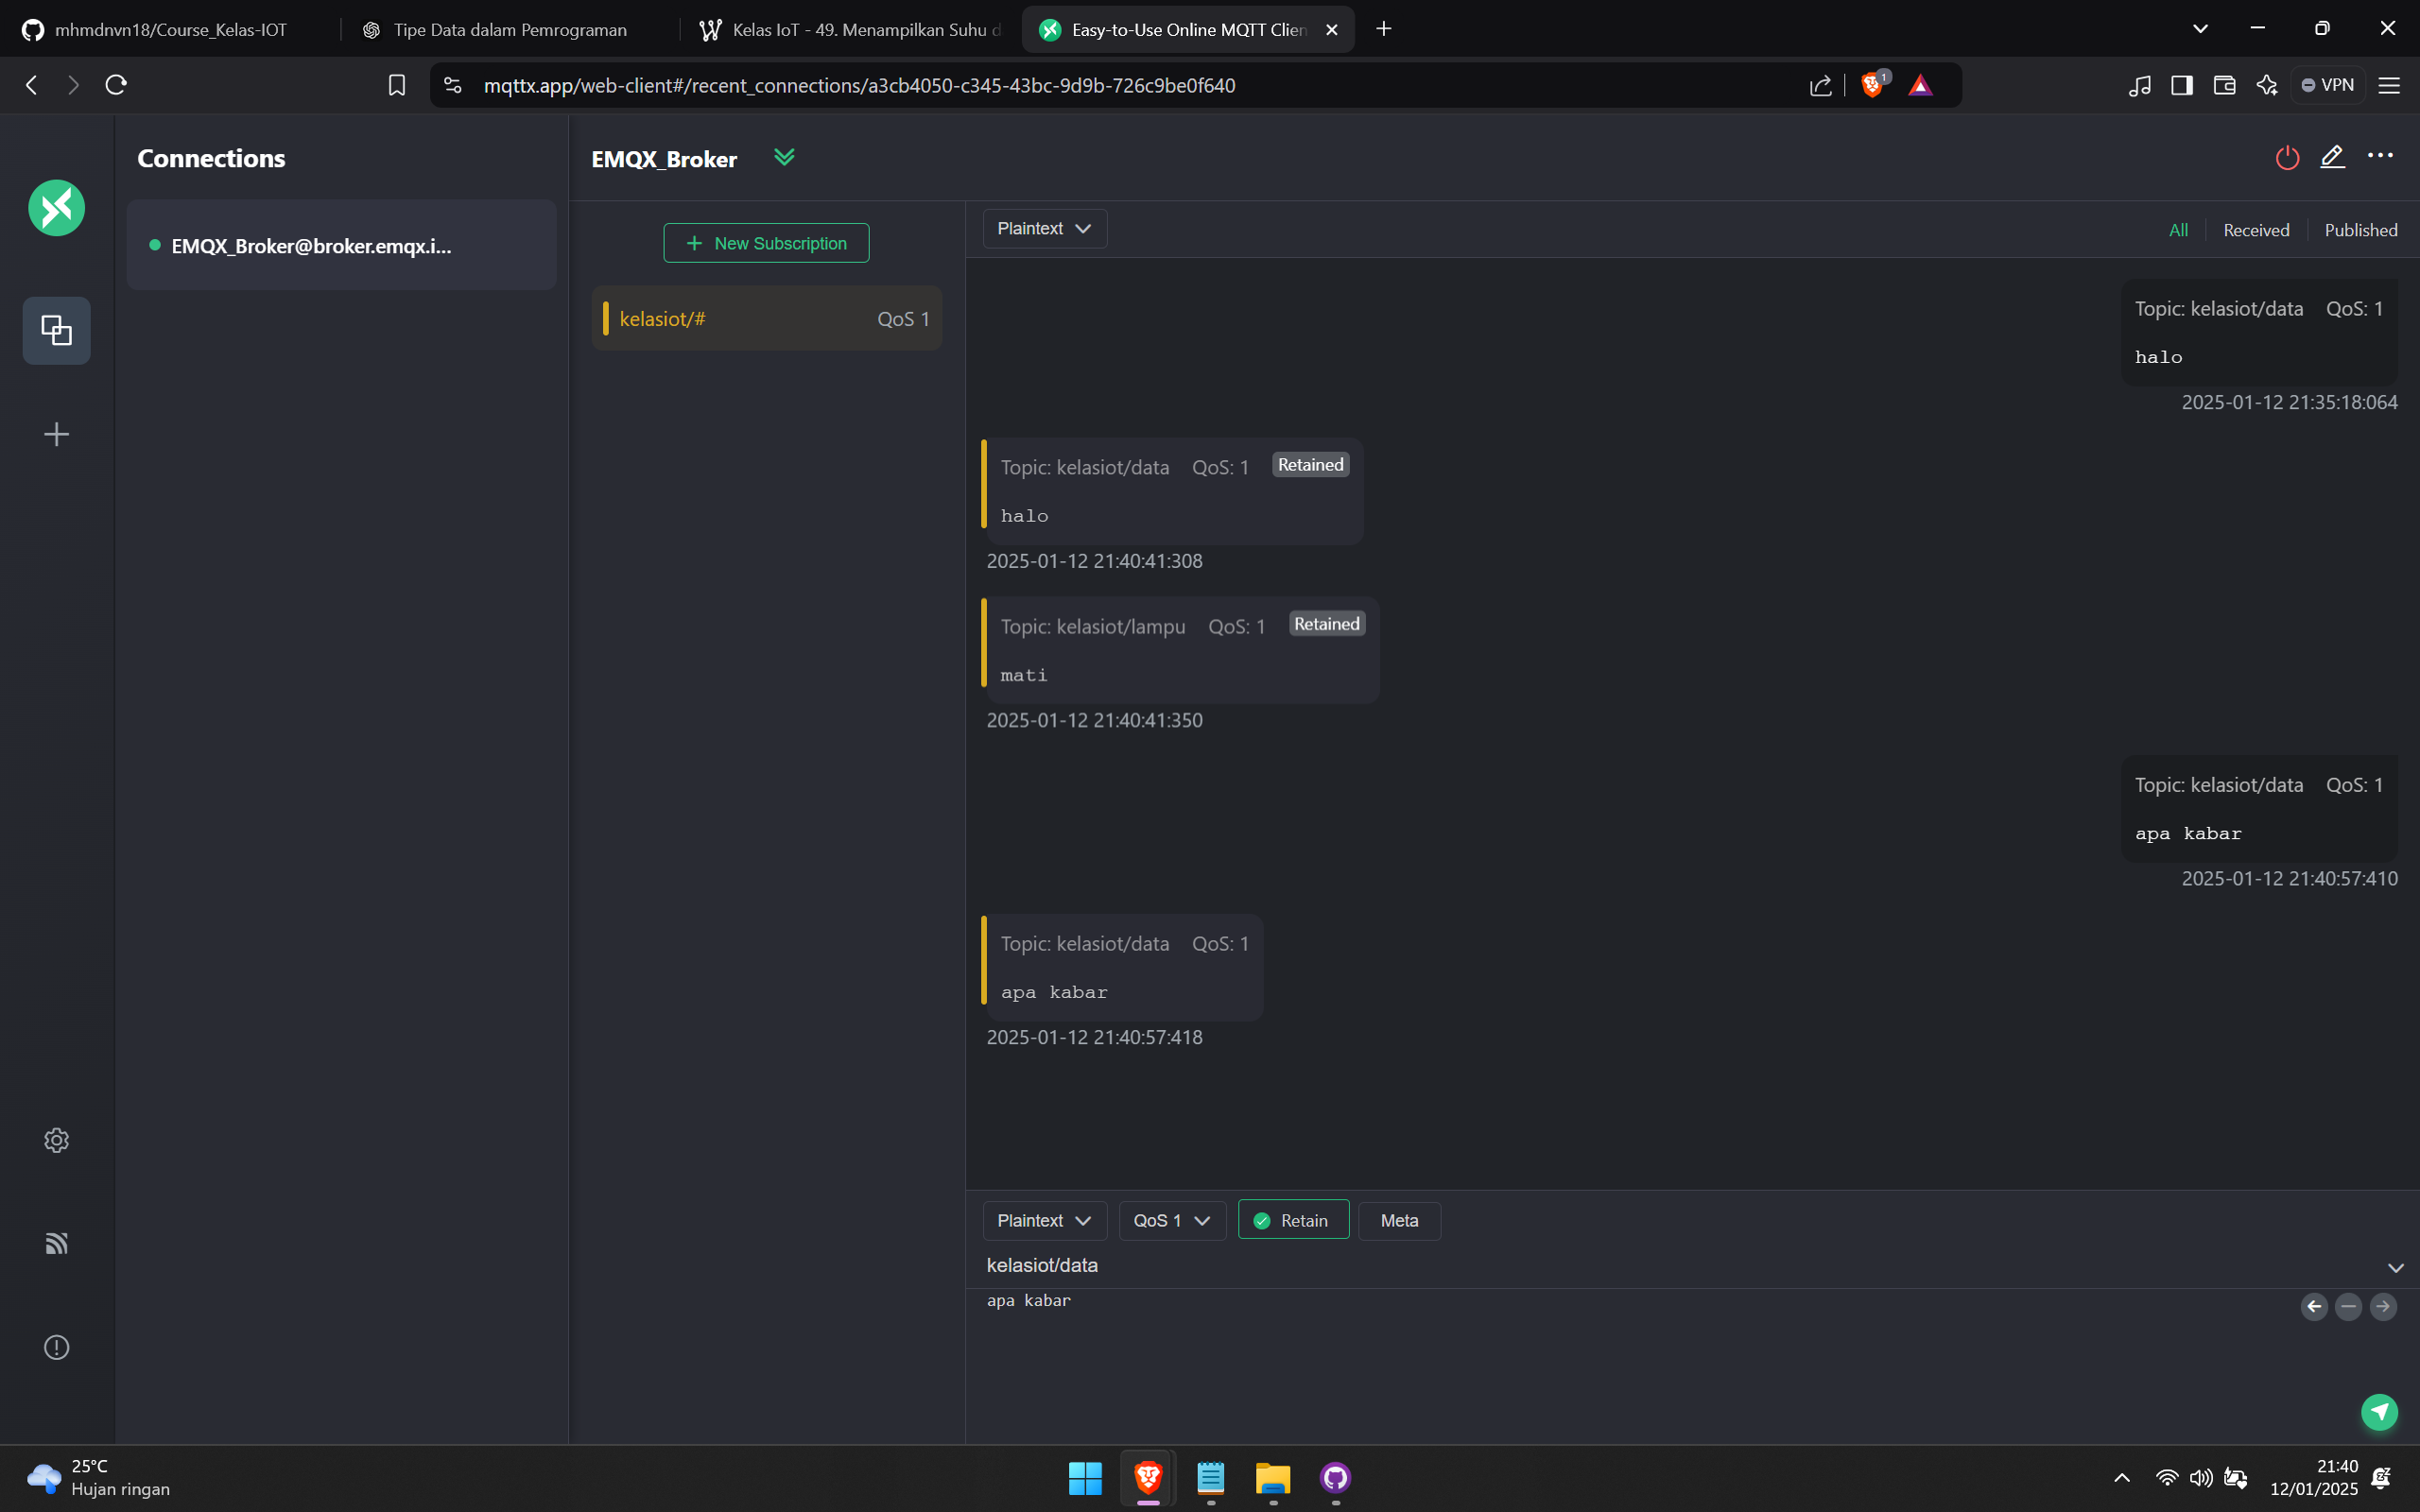 mhmdnvn18/Course_Kelas-IOT
Tipe Data dalam Pemrograman
Kelas IoT - 49. Menampilkan Suhu d
Easy-to-Use Online MQTT Clien
mqttx.app/web-client#/recent_connections/a3cb4050-c345-43bc-9d9b-726c9be0f640
1
VPN
Connections
EMQX_Broker@broker.emqx.i...
EMQX_Broker
+ New Subscription
kelasiot/# QoS 1
Plaintext
All Received Published
Topic: kelasiot/data QoS: 1
halo
2025-01-12 21:35:18:064
Topic: kelasiot/data QoS: 1 Retained
halo
2025-01-12 21:40:41:308
Topic: kelasiot/lampu QoS: 1 Retained
mati
2025-01-12 21:40:41:350
Topic: kelasiot/data QoS: 1
apa kabar
2025-01-12 21:40:57:410
Topic: kelasiot/data QoS: 1
apa kabar
2025-01-12 21:40:57:418
Plaintext QoS 1 Retain Meta
kelasiot/data
apa kabar
25°C
Hujan ringan
21:40
12/01/2025